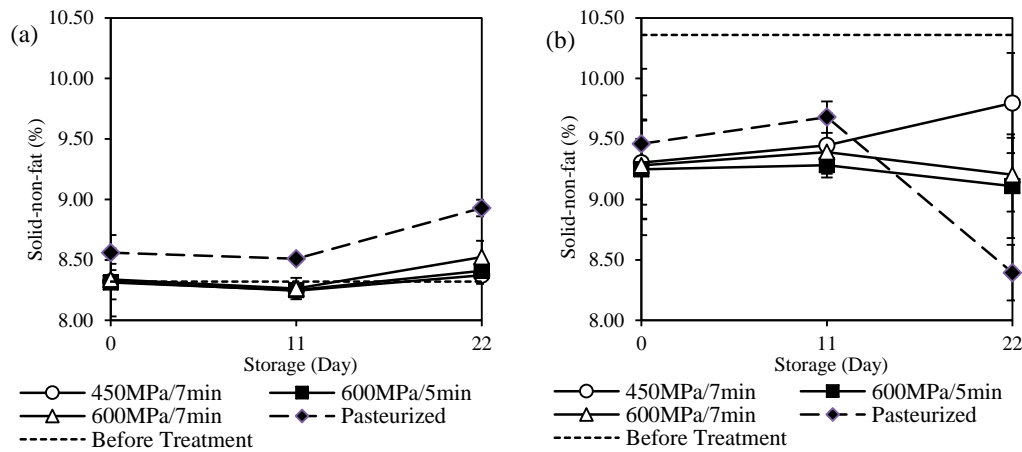 (a)
10.50
10.00
9.50
9.00
8.50
8.00
Solid-non-fat (%)
0 11 22
Storage (Day)
450MPa/7min 600MPa/5min
600MPa/7min Pasteurized
Before Treatment
(b)
10.50
10.00
9.50
9.00
8.50
8.00
Solid-non-fat (%)
0 11 22
Storage (Day)
450MPa/7min 600MPa/5min
600MPa/7min Pasteurized
Before Treatment